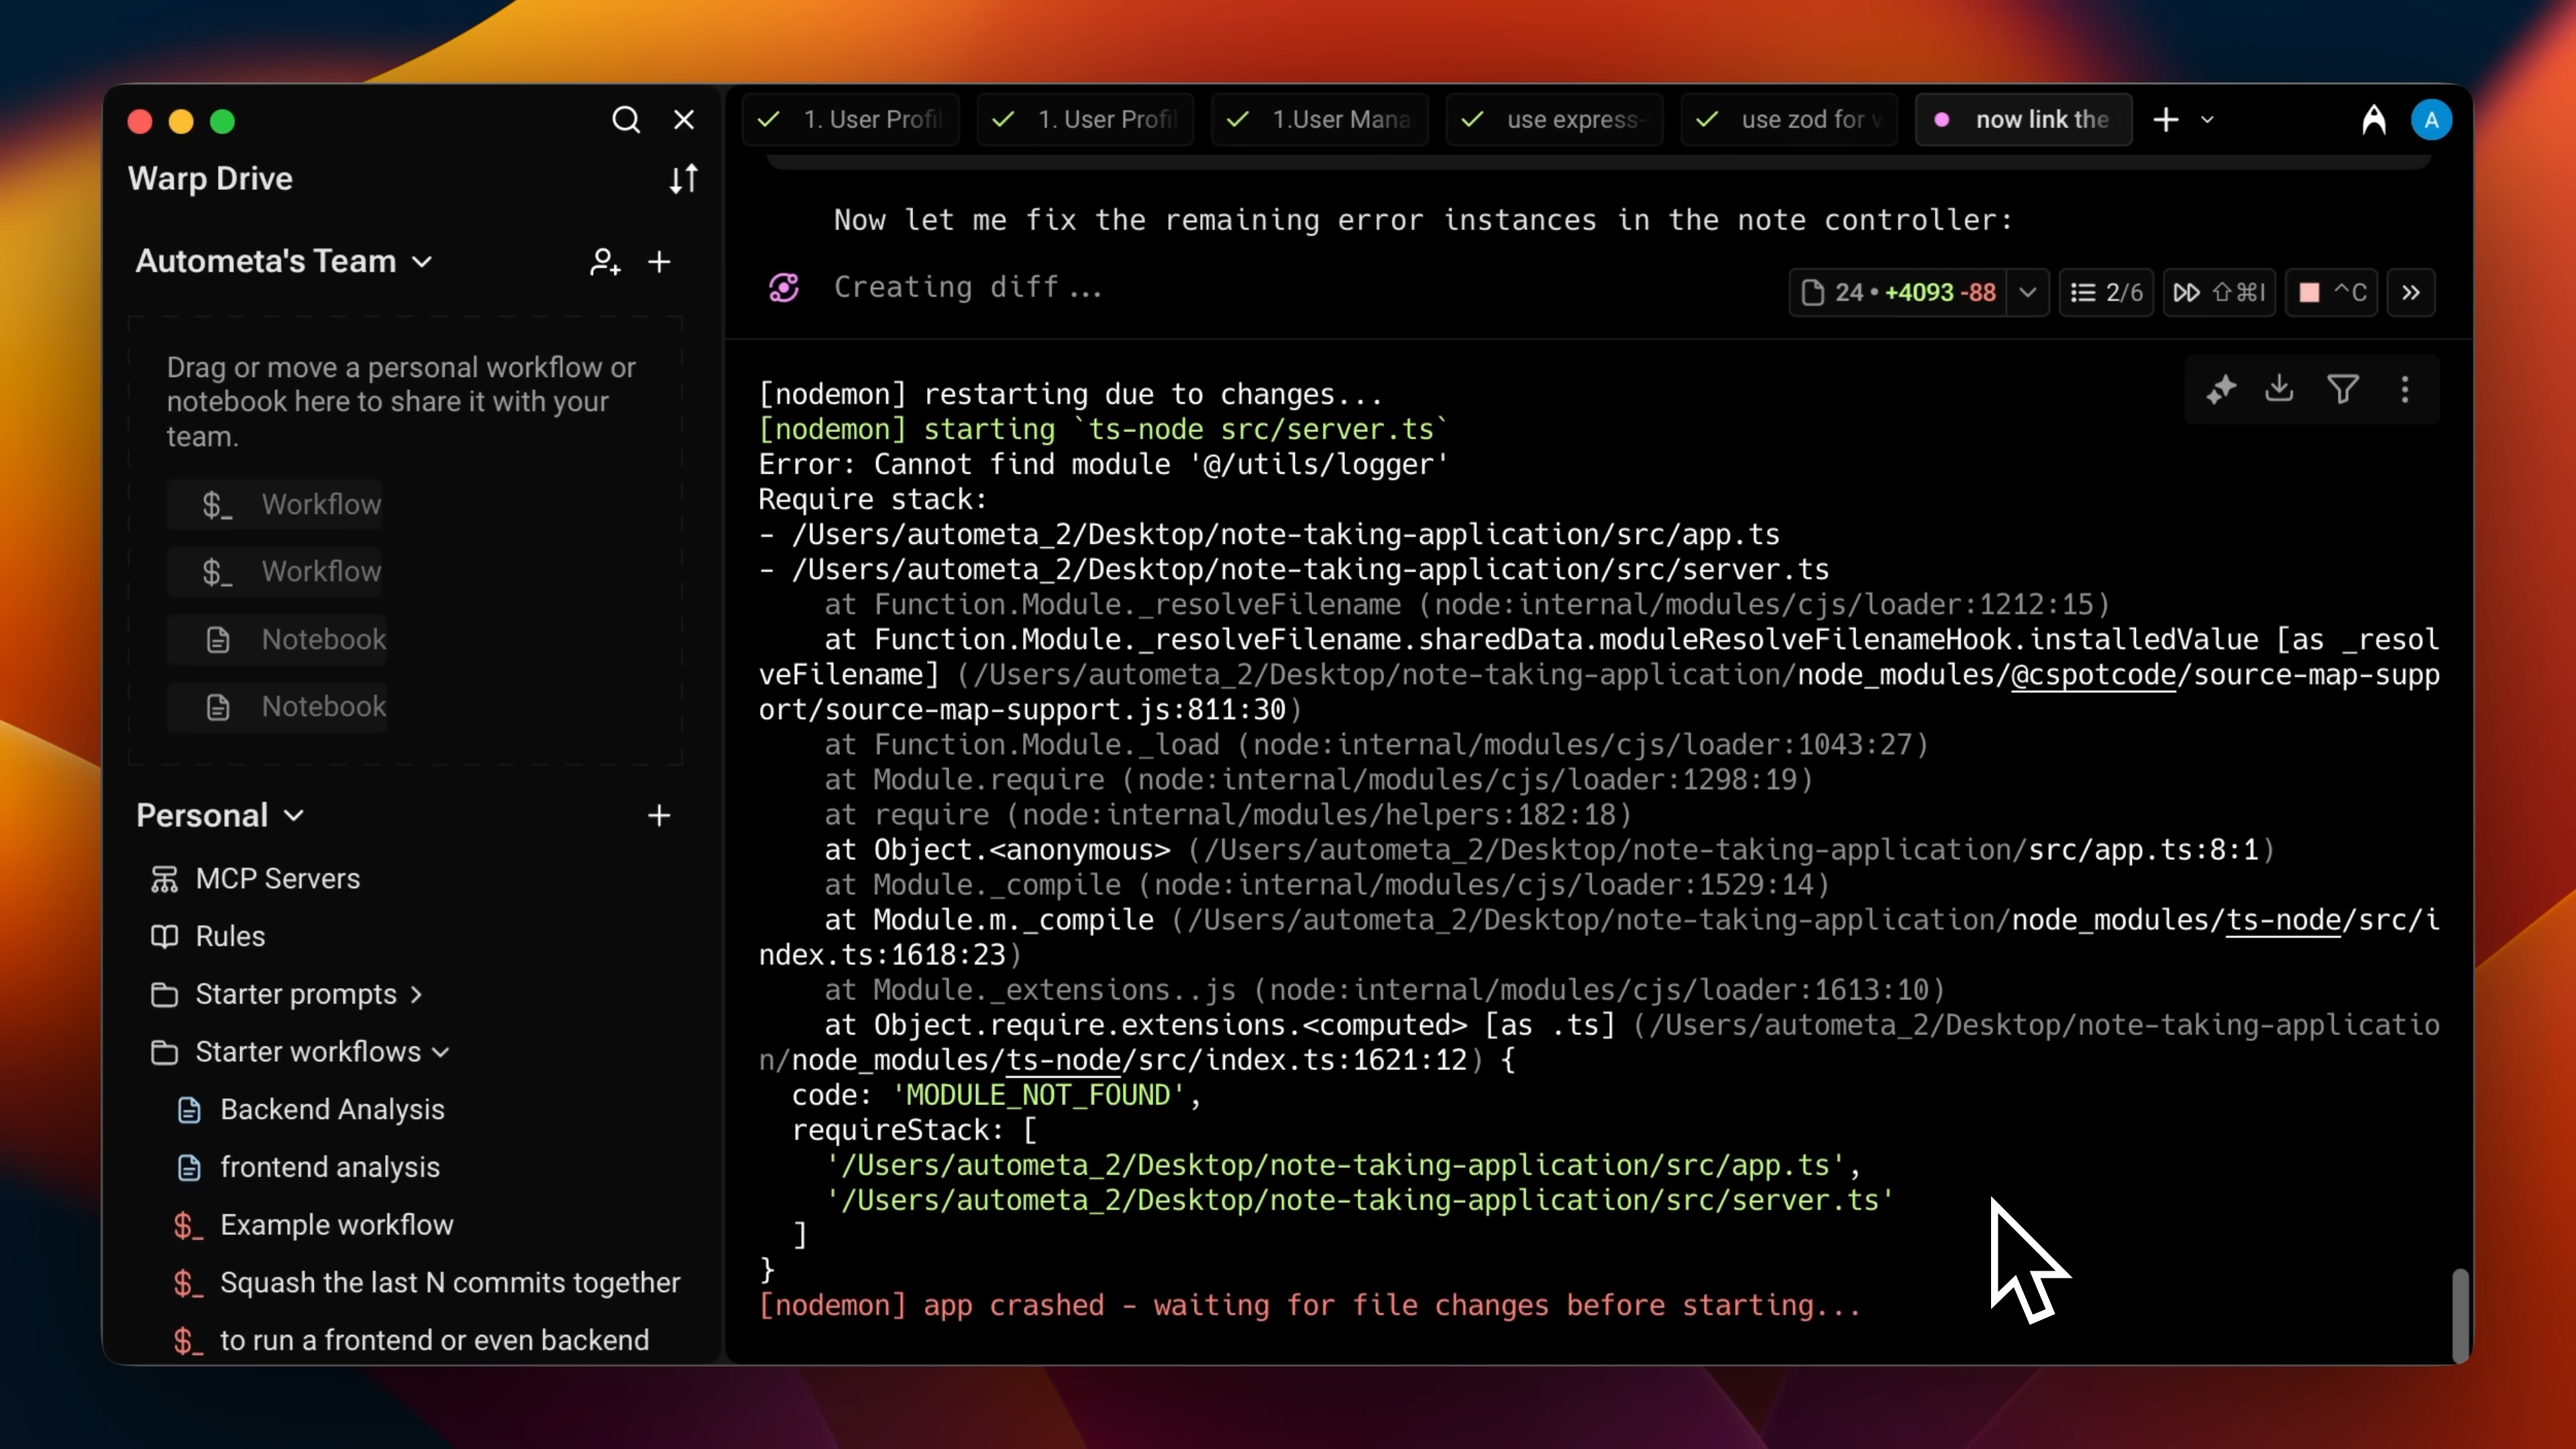 Warp Drive
Autometa's Team
Drag or move a personal workflow or
notebook here to share it with your
team.
$_ Workflow
$_ Workflow
Notebook
Notebook
Personal
MCP Servers
Rules
Starter prompts >
Starter workflows
Backend Analysis
frontend analysis
$_ Example workflow
$_ Squash the last N commits together
$_ to run a frontend or even backend
1. User Profil
1. User Profil
1.User Mana
use express-
use zod for v
now link the
A
Now let me fix the remaining error instances in the note controller:
Creating diff...
24 • +4093 -88
2/6
⇧⌘I
^C
[nodemon] restarting due to changes...
[nodemon] starting `ts-node src/server.ts`
Error: Cannot find module '@/utils/logger'
Require stack:
- /Users/autometa_2/Desktop/note-taking-application/src/app.ts
- /Users/autometa_2/Desktop/note-taking-application/src/server.ts
at Function.Module._resolveFilename (node:internal/modules/cjs/loader:1212:15)
at Function.Module._resolveFilename.sharedData.moduleResolveFilenameHook.installedValue [as _resol
veFilename] (/Users/autometa_2/Desktop/note-taking-application/node_modules/@cspotcode/source-map-supp
ort/source-map-support.js:811:30)
at Function.Module._load (node:internal/modules/cjs/loader:1043:27)
at Module.require (node:internal/modules/cjs/loader:1298:19)
at require (node:internal/modules/helpers:182:18)
at Object.<anonymous> (/Users/autometa_2/Desktop/note-taking-application/src/app.ts:8:1)
at Module._compile (node:internal/modules/cjs/loader:1529:14)
at Module.m._compile (/Users/autometa_2/Desktop/note-taking-application/node_modules/ts-node/src/i
ndex.ts:1618:23)
at Module._extensions..js (node:internal/modules/cjs/loader:1613:10)
at Object.require.extensions.<computed> [as .ts] (/Users/autometa_2/Desktop/note-taking-applicatio
n/node_modules/ts-node/src/index.ts:1621:12) {
code: 'MODULE_NOT_FOUND',
requireStack: [
'/Users/autometa_2/Desktop/note-taking-application/src/app.ts',
'/Users/autometa_2/Desktop/note-taking-application/src/server.ts'
]
}
[nodemon] app crashed - waiting for file changes before starting...